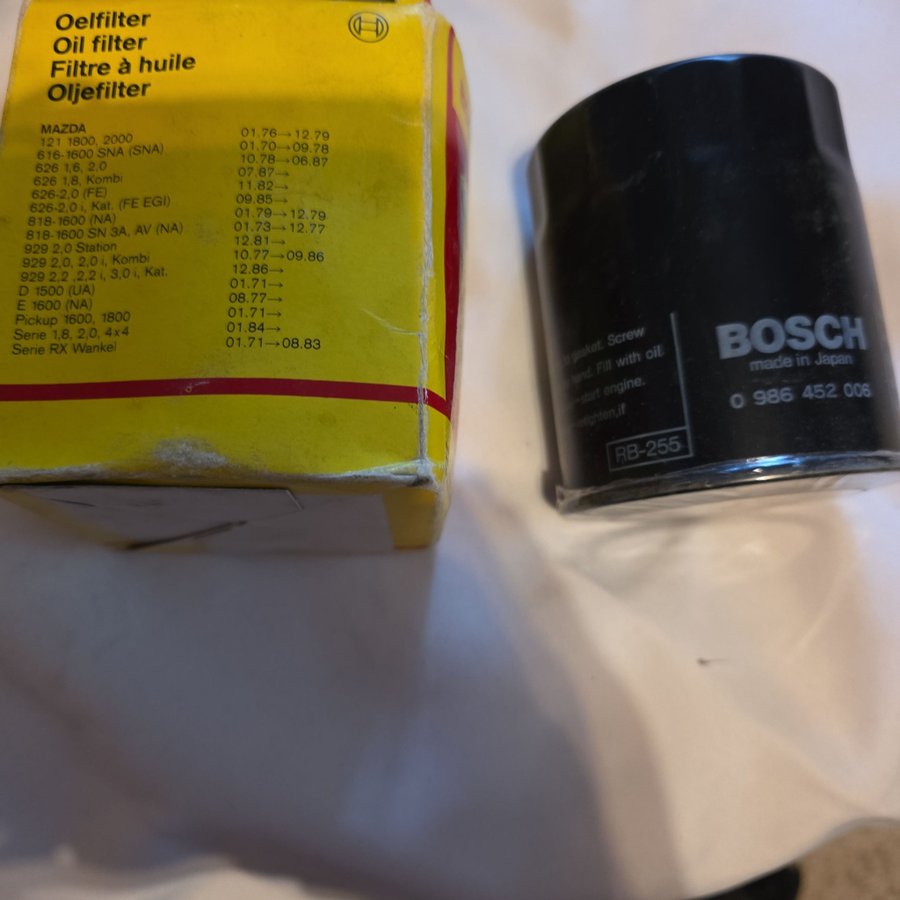 Oelfilter
Oil filter
Filtre à huile
Oljefilter
MAZDA
121 1800, 2000 01.76→12.79
616-1600 SNA (SNA) 01.70→09.78
626 1,6, 2,0 10.78→06.87
626 1,8, Kombi 07.87→
626-2,0 (FE) 11.82→
626-2,0 i, Kat. (FE EGI) 09.85→
818-1600 (NA) 01.79→12.79
818-1600 SN 3A, AV (NA) 01.73→12.77
929 2,0 Station 12.81→
929 2,0, 2,0 i, Kombi 10.77→09.86
929 2,2 ,2,2 i, 3,0 i, Kat. 12.86→
D 1500 (UA) 01.71→
E 1600 (NA) 08.77→
Pickup 1600, 1800 01.71→
Serie 1,8, 2,0, 4x4 01.84→
Serie RX Wankel 01.71→08.83
gasket. Screw
hand. Fill with oil.
start engine.
if
RB-255
BOSCH
made in Japan
0 986 452 006